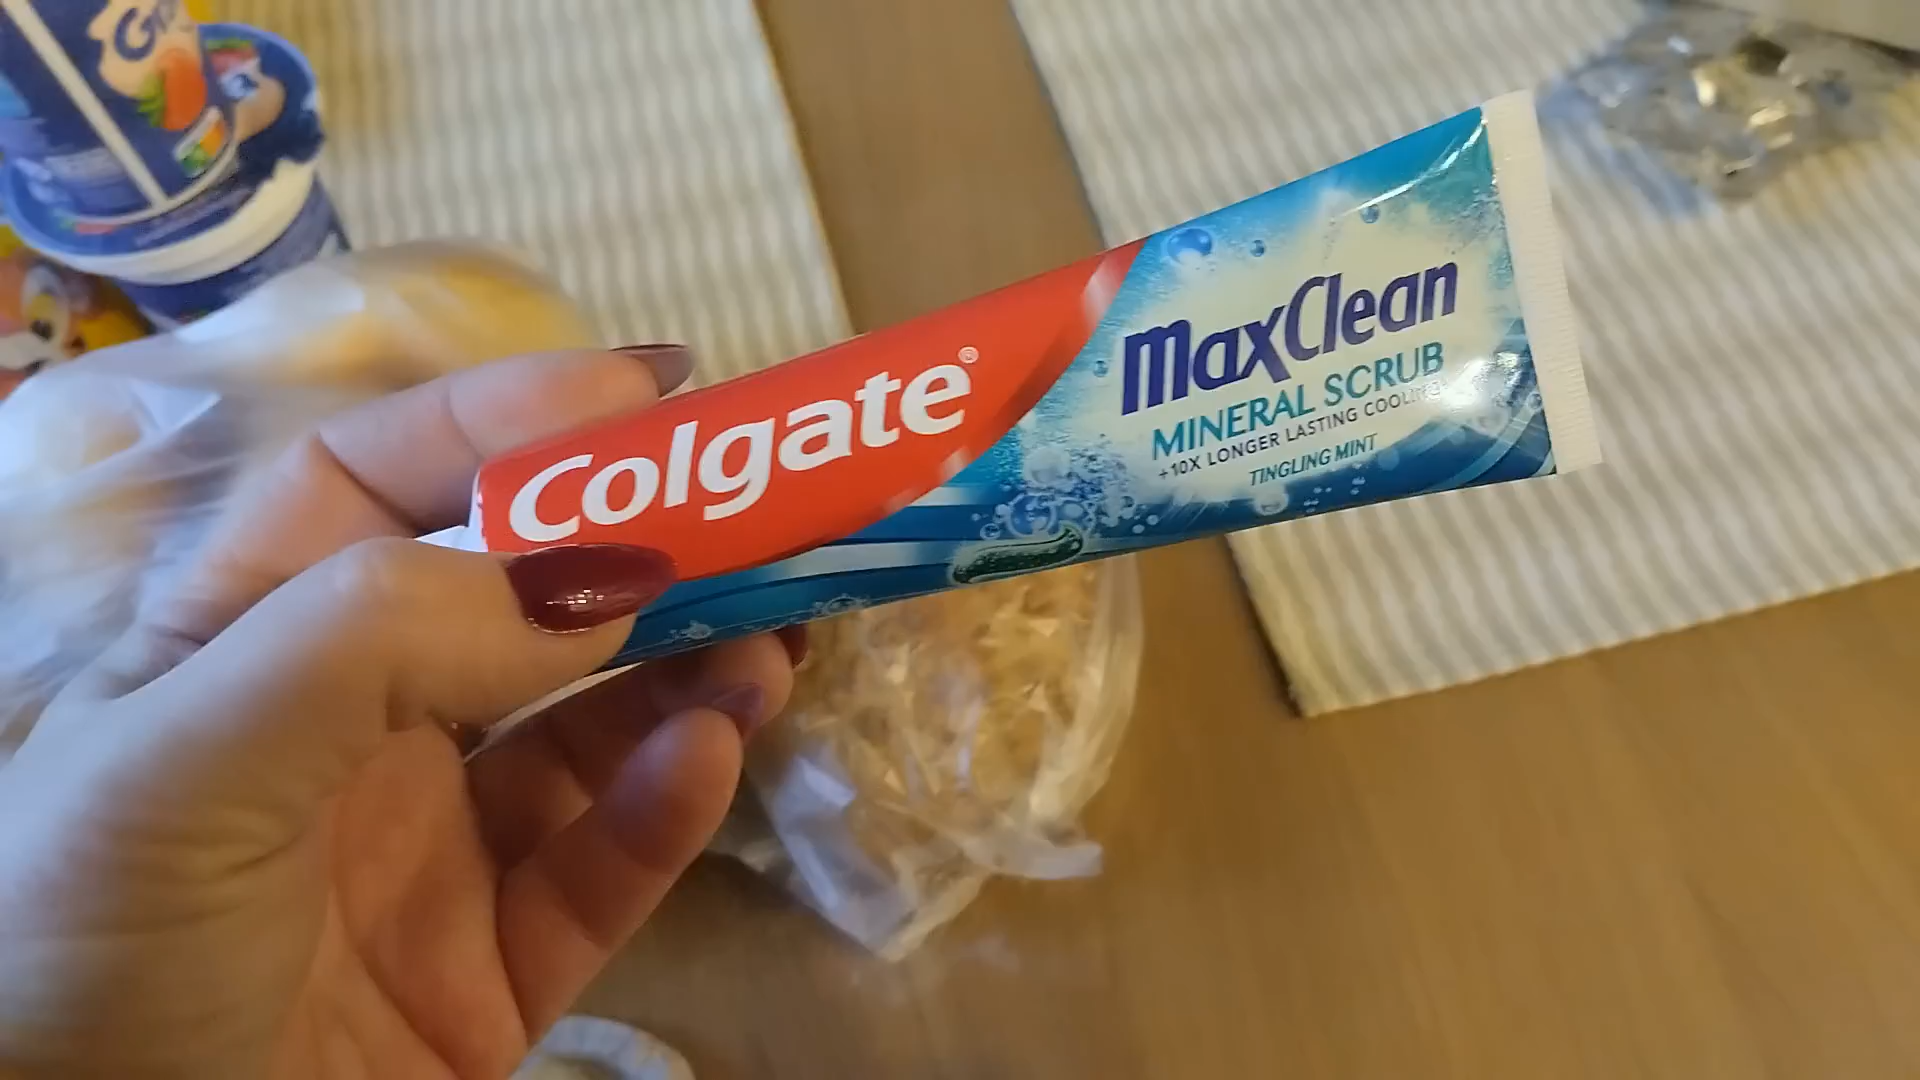 Colgate®
MaxClean
MINERAL SCRUB
+10X LONGER LASTING COOLING
TINGLING MINT